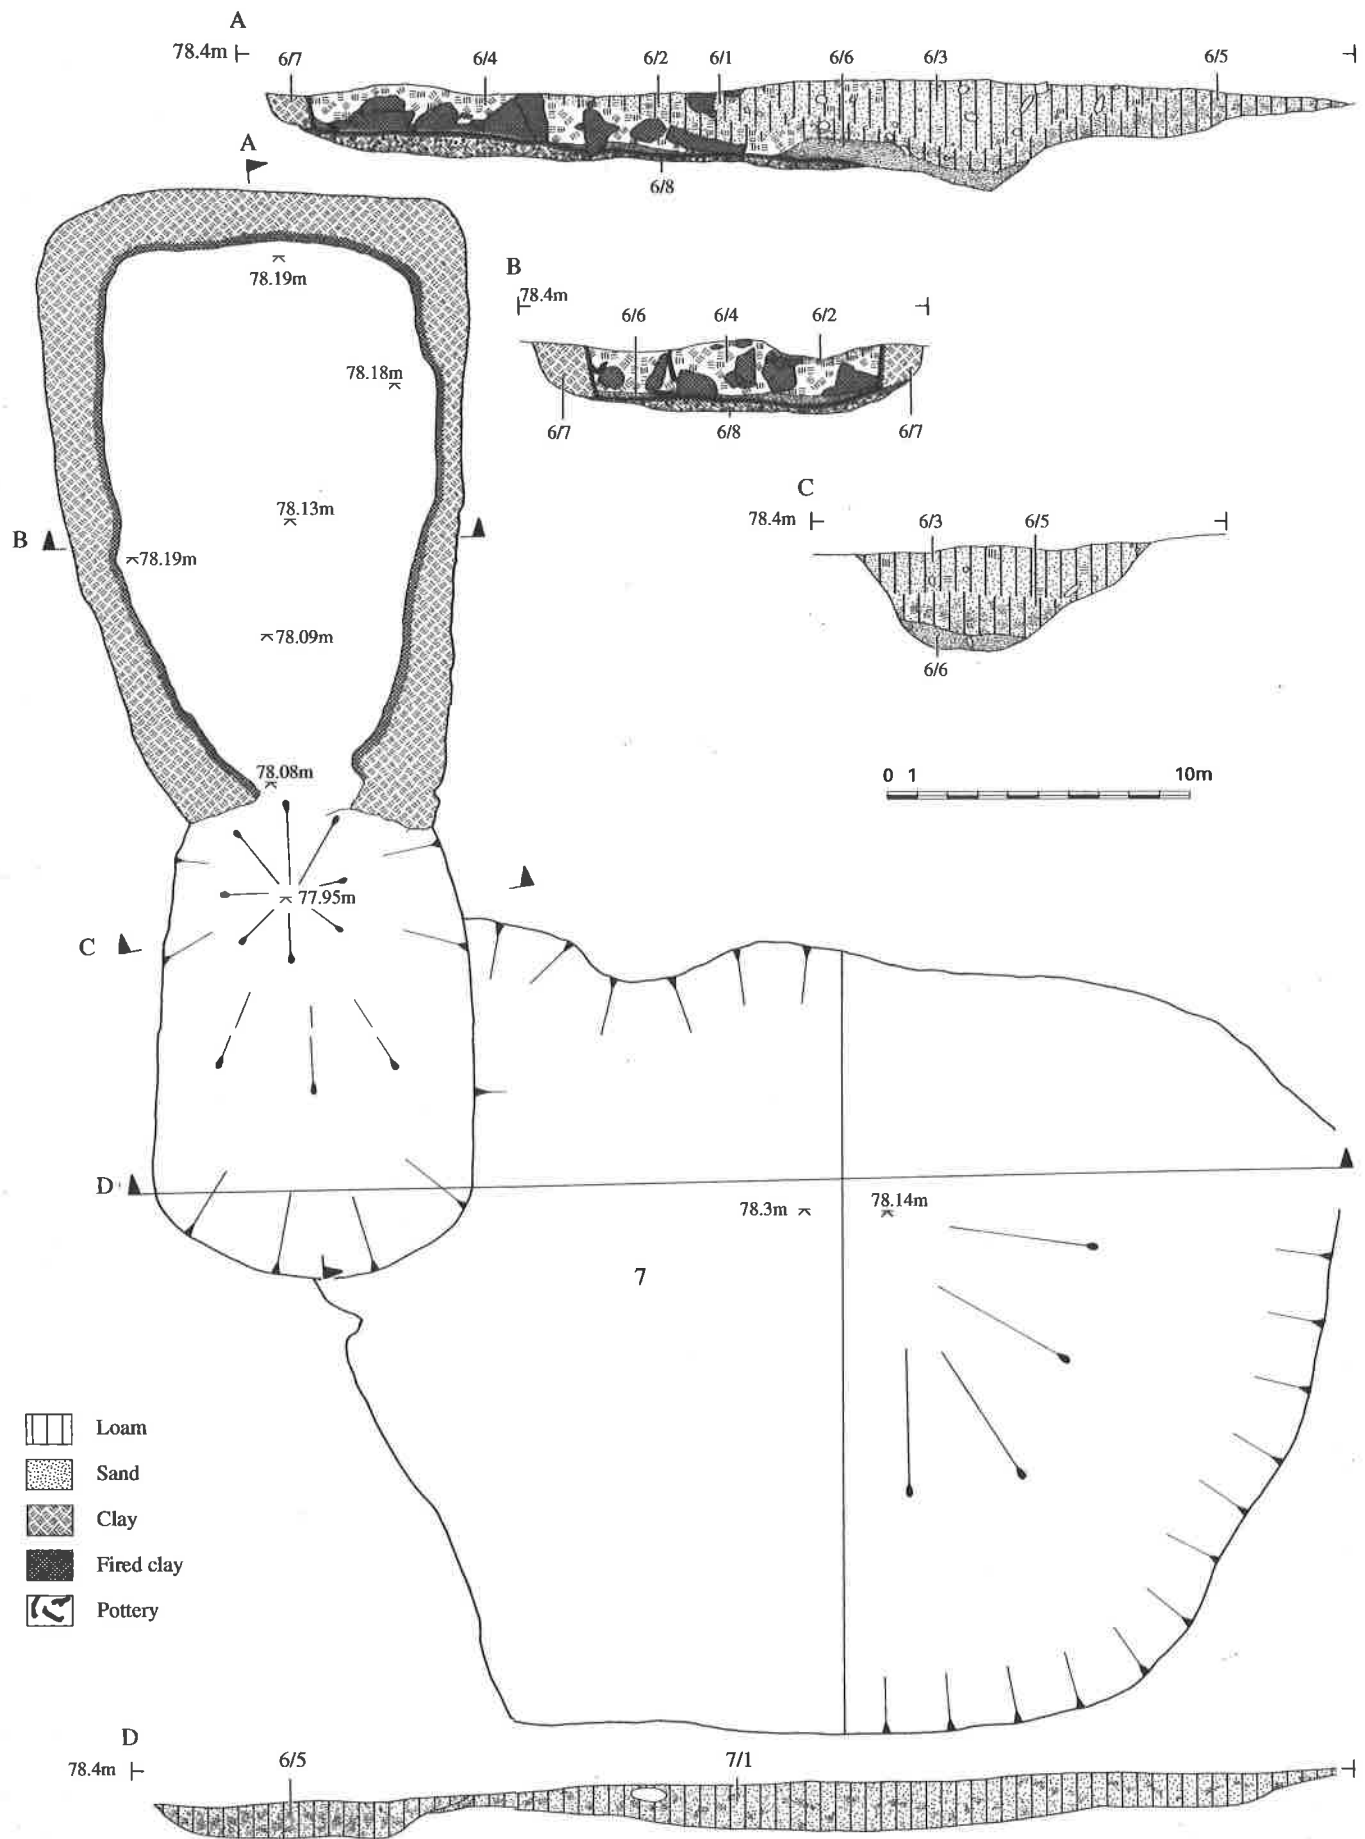 A
78.4m
6/7 6/4 6/2 6/1 6/6 6/3 6/5
6/8
A
78.19m
B
78.4m
6/6 6/4 6/2
78.18m
6/7 6/8 6/7
C
78.4m 6/3 6/5
78.13m
B
78.19m
78.09m
6/6
78.08m
0 1 10m
77.95m
C
D
78.3m 78.14m
7
Loam
Sand
Clay
Fired clay
Pottery
D
78.4m 6/5 7/1